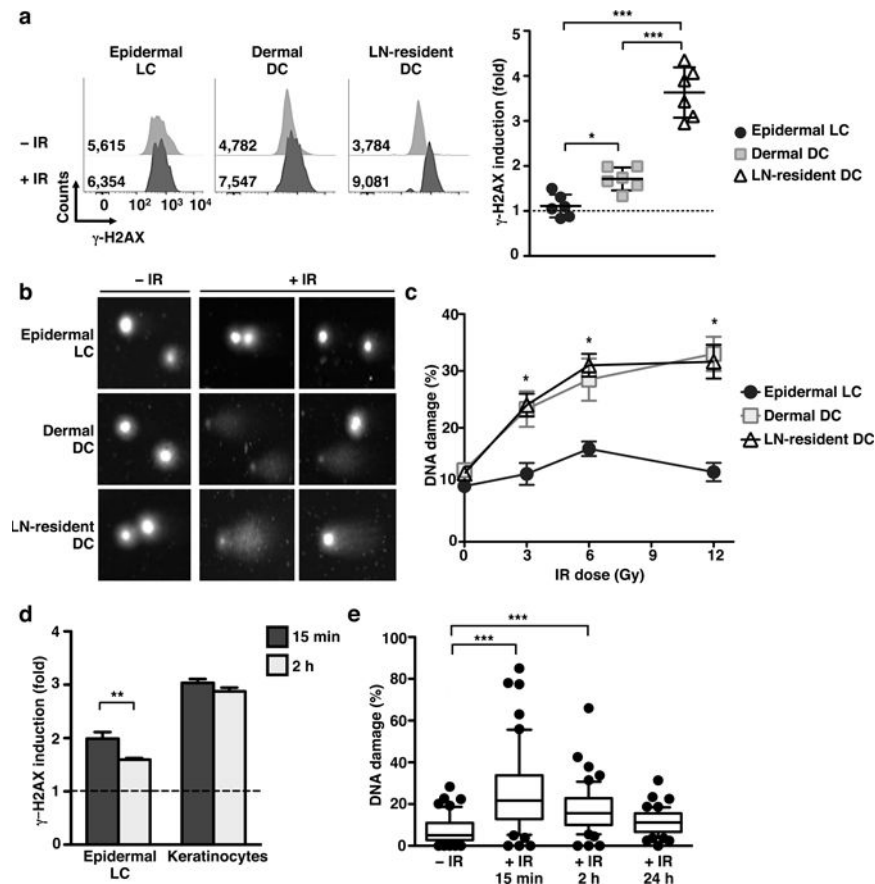 a
Epidermal LC
Dermal DC
LN-resident DC
– IR
5,615
4,782
3,784
+ IR
6,354
7,547
9,081
Counts
0 10² 10³ 10⁴
0
0
γ-H2AX
γ-H2AX induction (fold)
5
4
3
2
1
0
***
***
*
Epidermal LC
Dermal DC
LN-resident DC
b
– IR
+ IR
Epidermal LC
Dermal DC
LN-resident DC
c
DNA damage (%)
40
30
20
10
0
* * *
0 3 6 9 12
IR dose (Gy)
Epidermal LC
Dermal DC
LN-resident DC
d
γ–H2AX induction (fold)
4
3
2
1
0
**
15 min
2 h
Epidermal LC
Keratinocytes
e
DNA damage (%)
100
80
60
40
20
0
***
***
– IR
+ IR 15 min
+ IR 2 h
+ IR 24 h